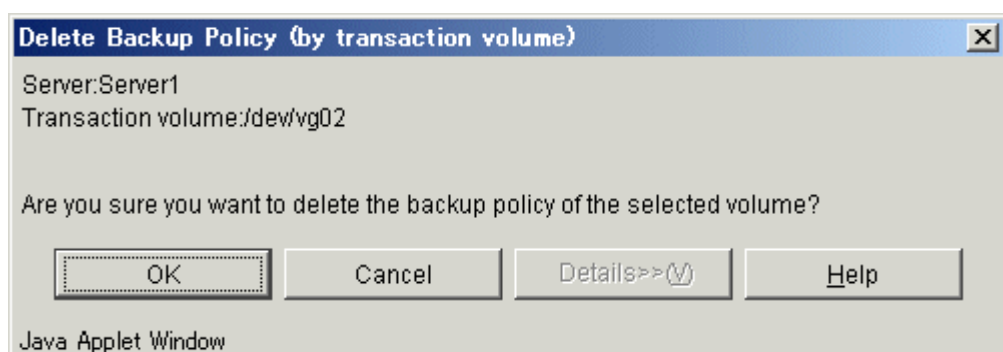 Delete Backup Policy (by transaction volume)
Server:Server1
Transaction volume:/dev/vg02
Are you sure you want to delete the backup policy of the selected volume?
OK Cancel Details>>(V) Help
Java Applet Window